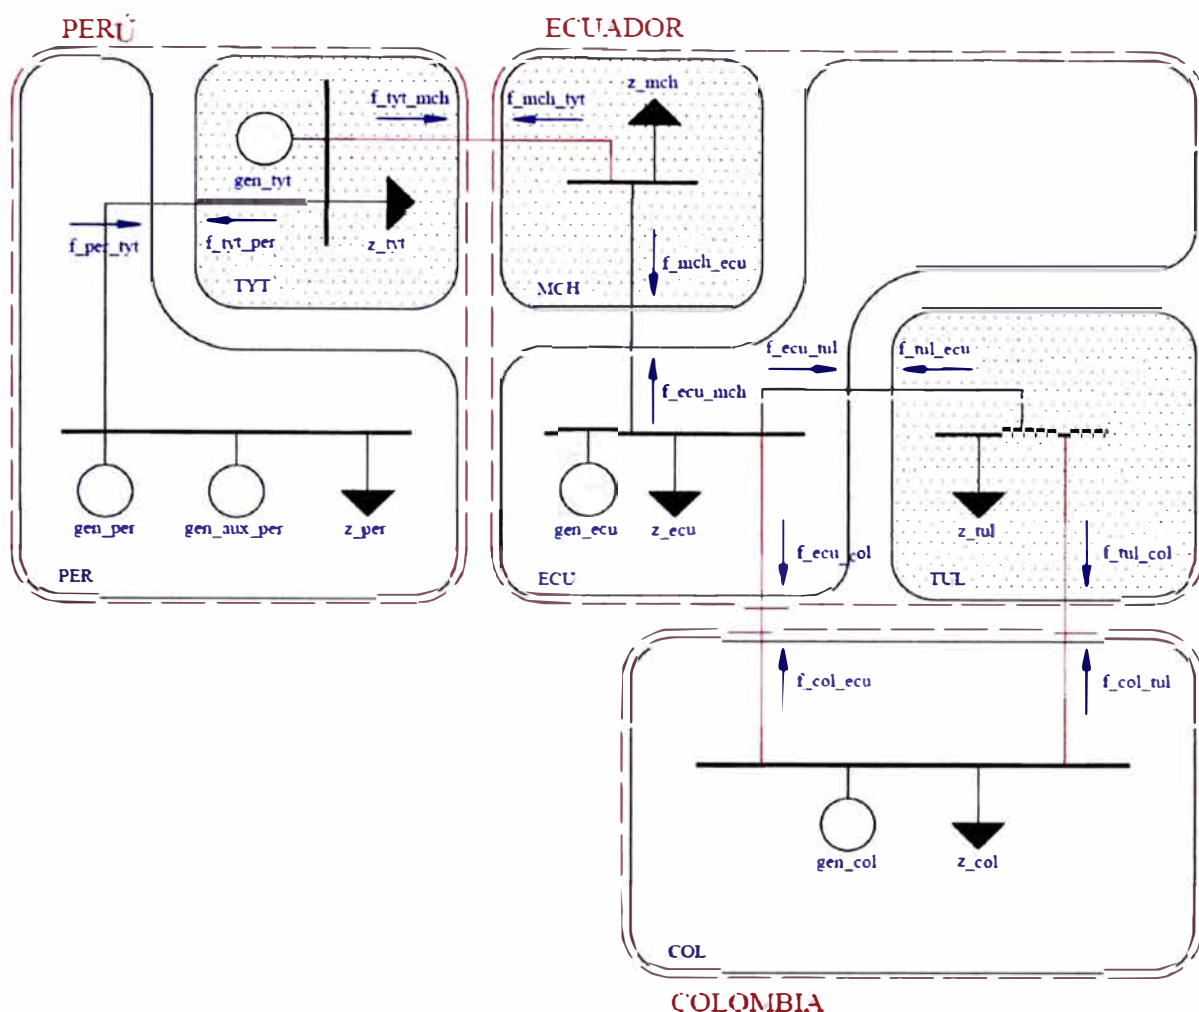 PERÚ
ECUADOR
z_mch
f_tyt_mch
f_mch_tyt
gen_tyt
f_per_tyt
f_tyt_per
z_tyt
f_mch_ecu
TYT
MCH
f_ecu_tul
f_tul_ecu
f_ecu_mch
gen_per
gen_aux_per
z_per
gen_ecu
z_ecu
z_tul
f_ecu_col
f_tul_col
PER
ECU
TUL
f_col_ecu
f_col_tul
gen_col
z_col
COL
COLOMBIA